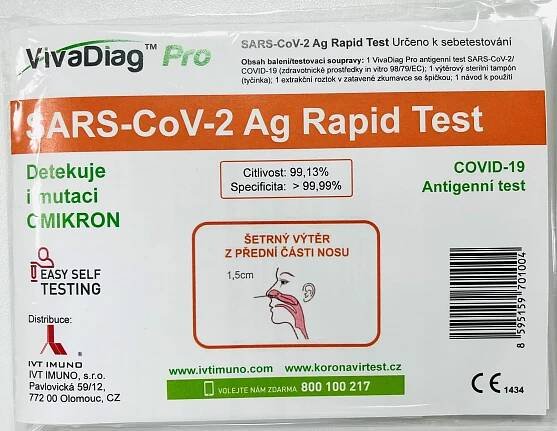 VivaDiag™ Pro
SARS-CoV-2 Ag Rapid Test Určeno k sebetestování
Obsah balení/testovací soupravy: 1 VivaDiag Pro antigenní test SARS-CoV-2/
COVID-19 (zdravotnické prostředky in vitro 98/79/EC); 1 výtěrový sterilní tampón
(tyčinka); 1 extrakční roztok v zatavené zkumavce se špičkou; 1 návod k použití
SARS-CoV-2 Ag Rapid Test
Detekuje
i mutaci
OMIKRON
Citlivost: 99,13%
Specificita: > 99,99%
COVID-19
Antigenní test
EASY SELF
TESTING
ŠETRNÝ VÝTĚR
Z PŘEDNÍ ČÁSTI NOSU
1,5cm
8 595159 701004
Distribuce:
IVT IMUNO
IVT IMUNO, s.r.o.
Pavlovická 59/12,
772 00 Olomouc, CZ
www.ivtimuno.com www.koronavirtest.cz
VOLEJTE NÁM ZDARMA 800 100 217
CE 1434